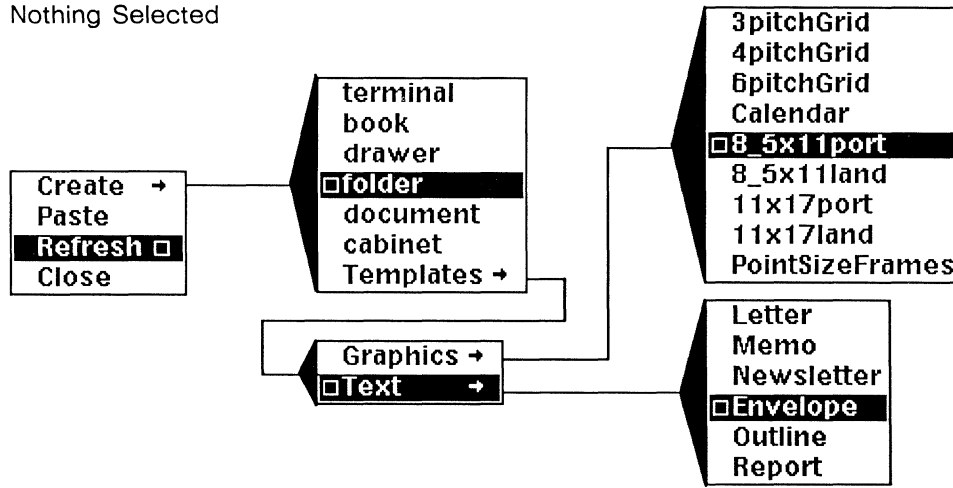 Nothing Selected
Create →
Paste
Refresh
Close
terminal
book
drawer
folder
document
cabinet
Templates →
Graphics →
Text →
3pitchGrid
4pitchGrid
6pitchGrid
Calendar
8_5x11port
8_5x11land
11x17port
11x17land
PointSizeFrames
Letter
Memo
Newsletter
Envelope
Outline
Report